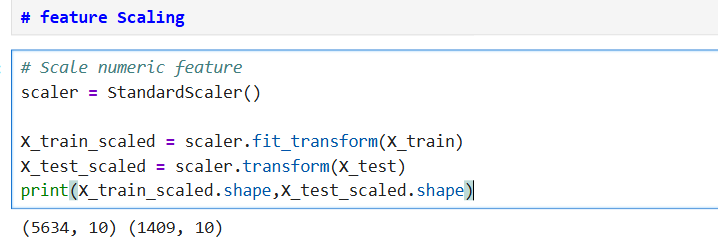 # feature Scaling
# Scale numeric feature
scaler = StandardScaler()
X_train_scaled = scaler.fit_transform(X_train)
X_test_scaled = scaler.transform(X_test)
print(X_train_scaled.shape,X_test_scaled.shape)
(5634, 10) (1409, 10)